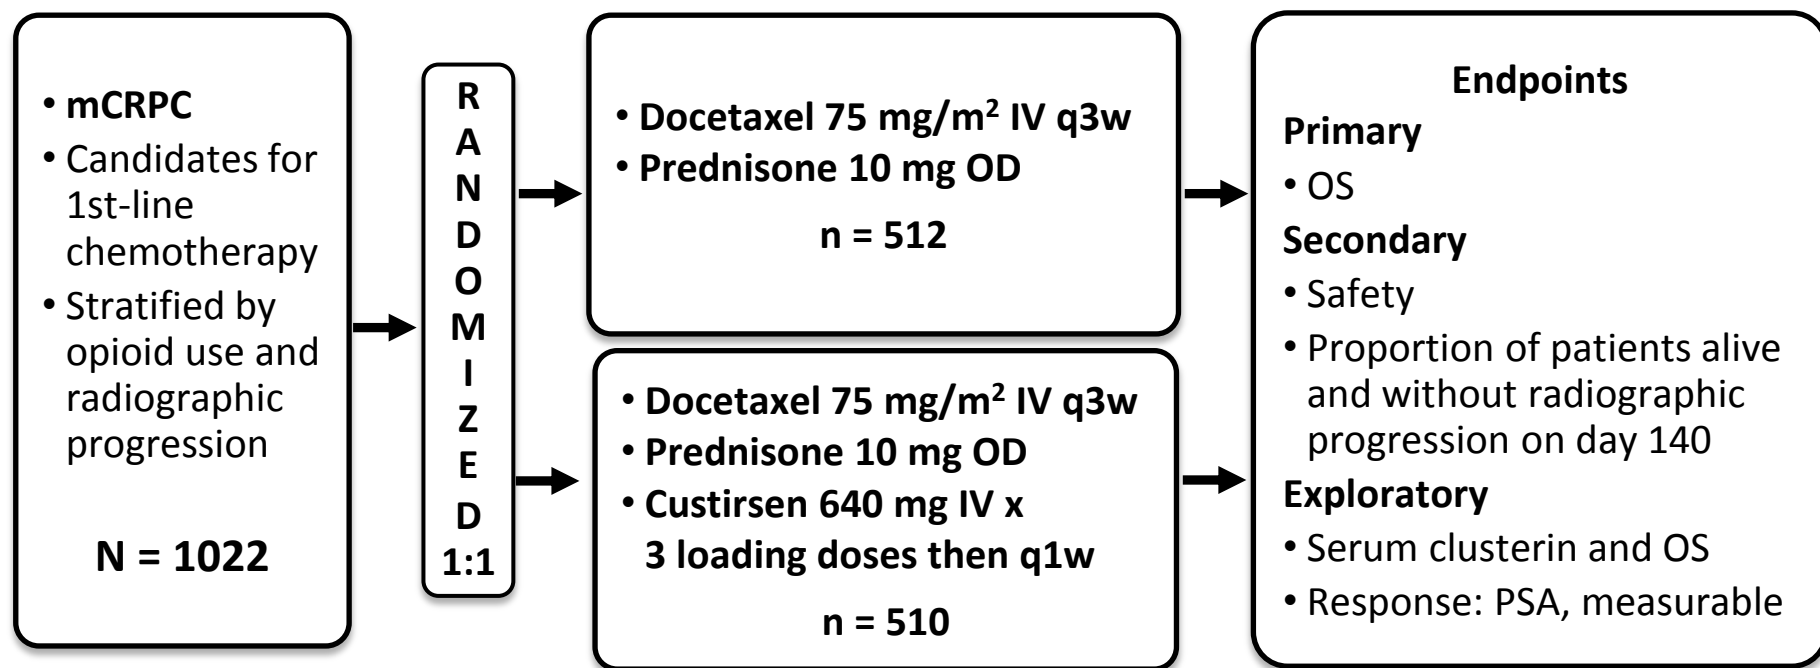 • mCRPC
• Candidates for
1st-line
chemotherapy
• Stratified by
opioid use and
radiographic
progression
N = 1022
R
A
N
D
O
M
I
Z
E
D
1:1
• Docetaxel 75 mg/m² IV q3w
• Prednisone 10 mg OD
n = 512
• Docetaxel 75 mg/m² IV q3w
• Prednisone 10 mg OD
• Custirsen 640 mg IV x
3 loading doses then q1w
n = 510
Endpoints
Primary
• OS
Secondary
• Safety
• Proportion of patients alive
and without radiographic
progression on day 140
Exploratory
• Serum clusterin and OS
• Response: PSA, measurable